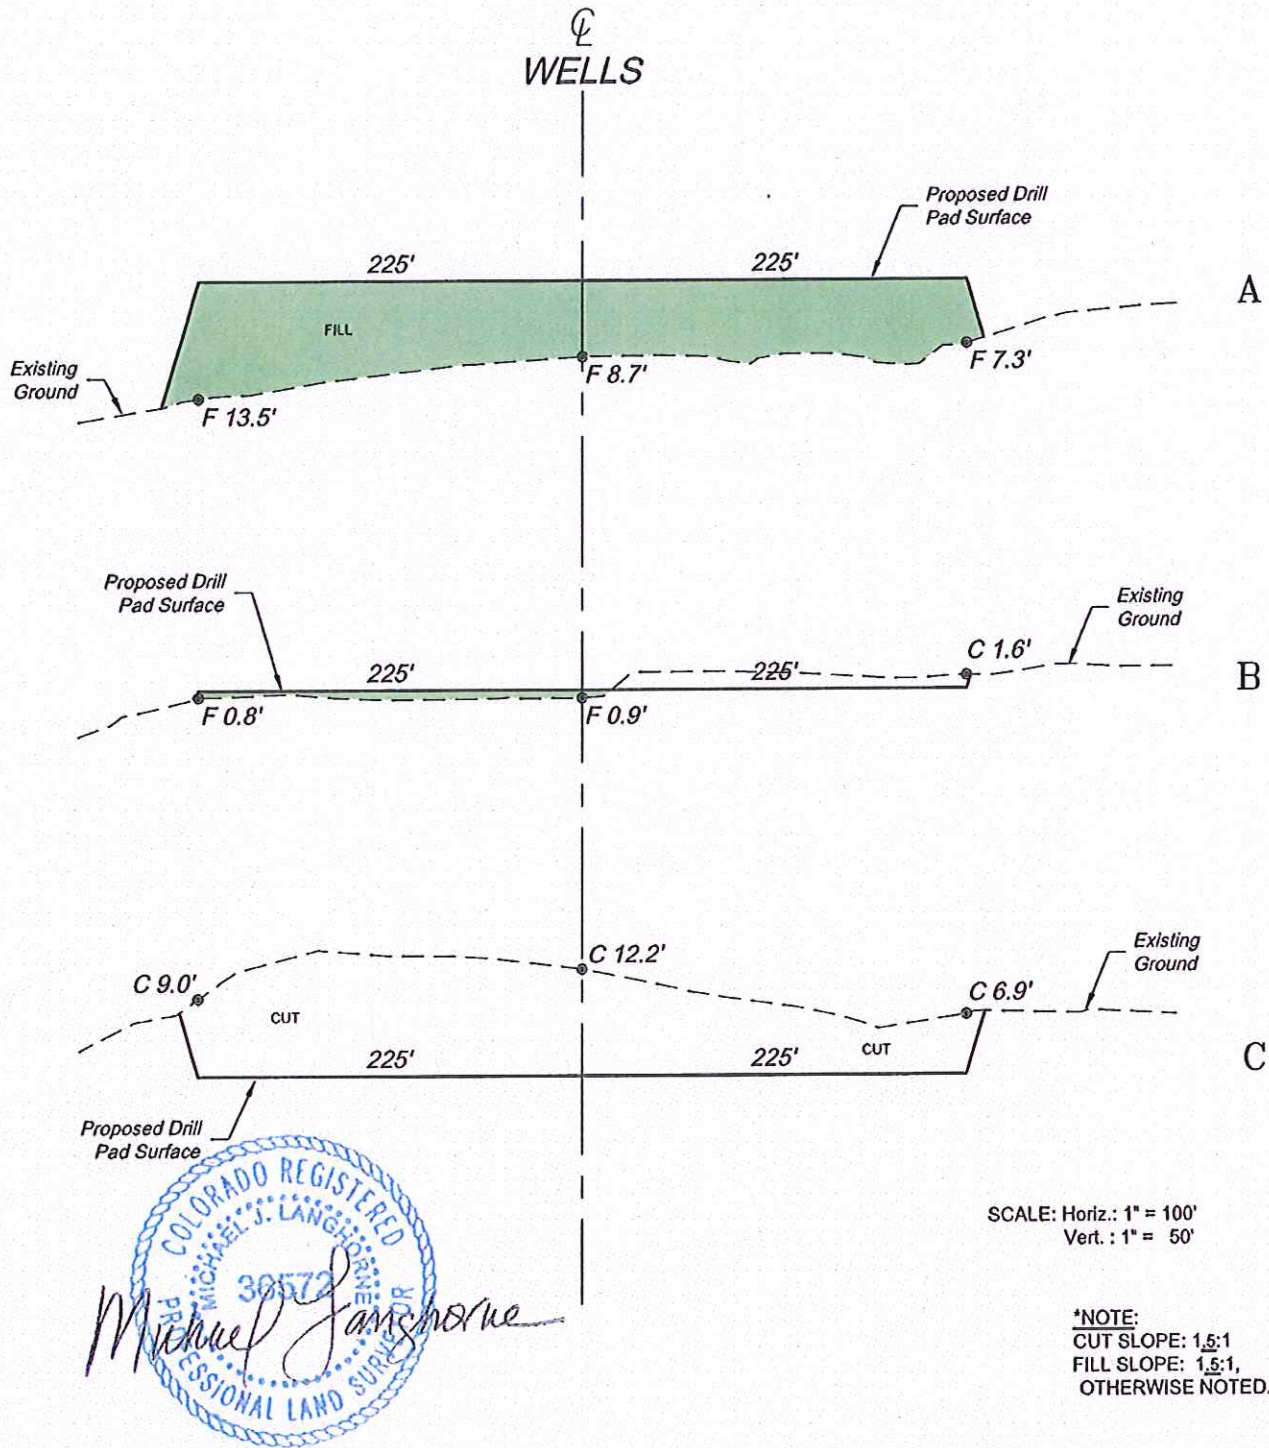 ℄
WELLS
Proposed Drill
Pad Surface
225'
225'
A
FILL
Existing
Ground
F 13.5'
F 8.7'
F 7.3'
Proposed Drill
Pad Surface
Existing
Ground
225'
225'
C 1.6'
B
F 0.8'
F 0.9'
C 9.0'
C 12.2'
C 6.9'
Existing
Ground
CUT
CUT
225'
225'
C
Proposed Drill
Pad Surface
COLORADO REGISTERED
MICHAEL J. LANGHORNE
36572
PROFESSIONAL LAND SURVEYOR
Michael Langhorne
SCALE: Horiz.: 1" = 100'
Vert. : 1" = 50'
*NOTE:
CUT SLOPE: 1.5:1
FILL SLOPE: 1.5:1,
OTHERWISE NOTED.